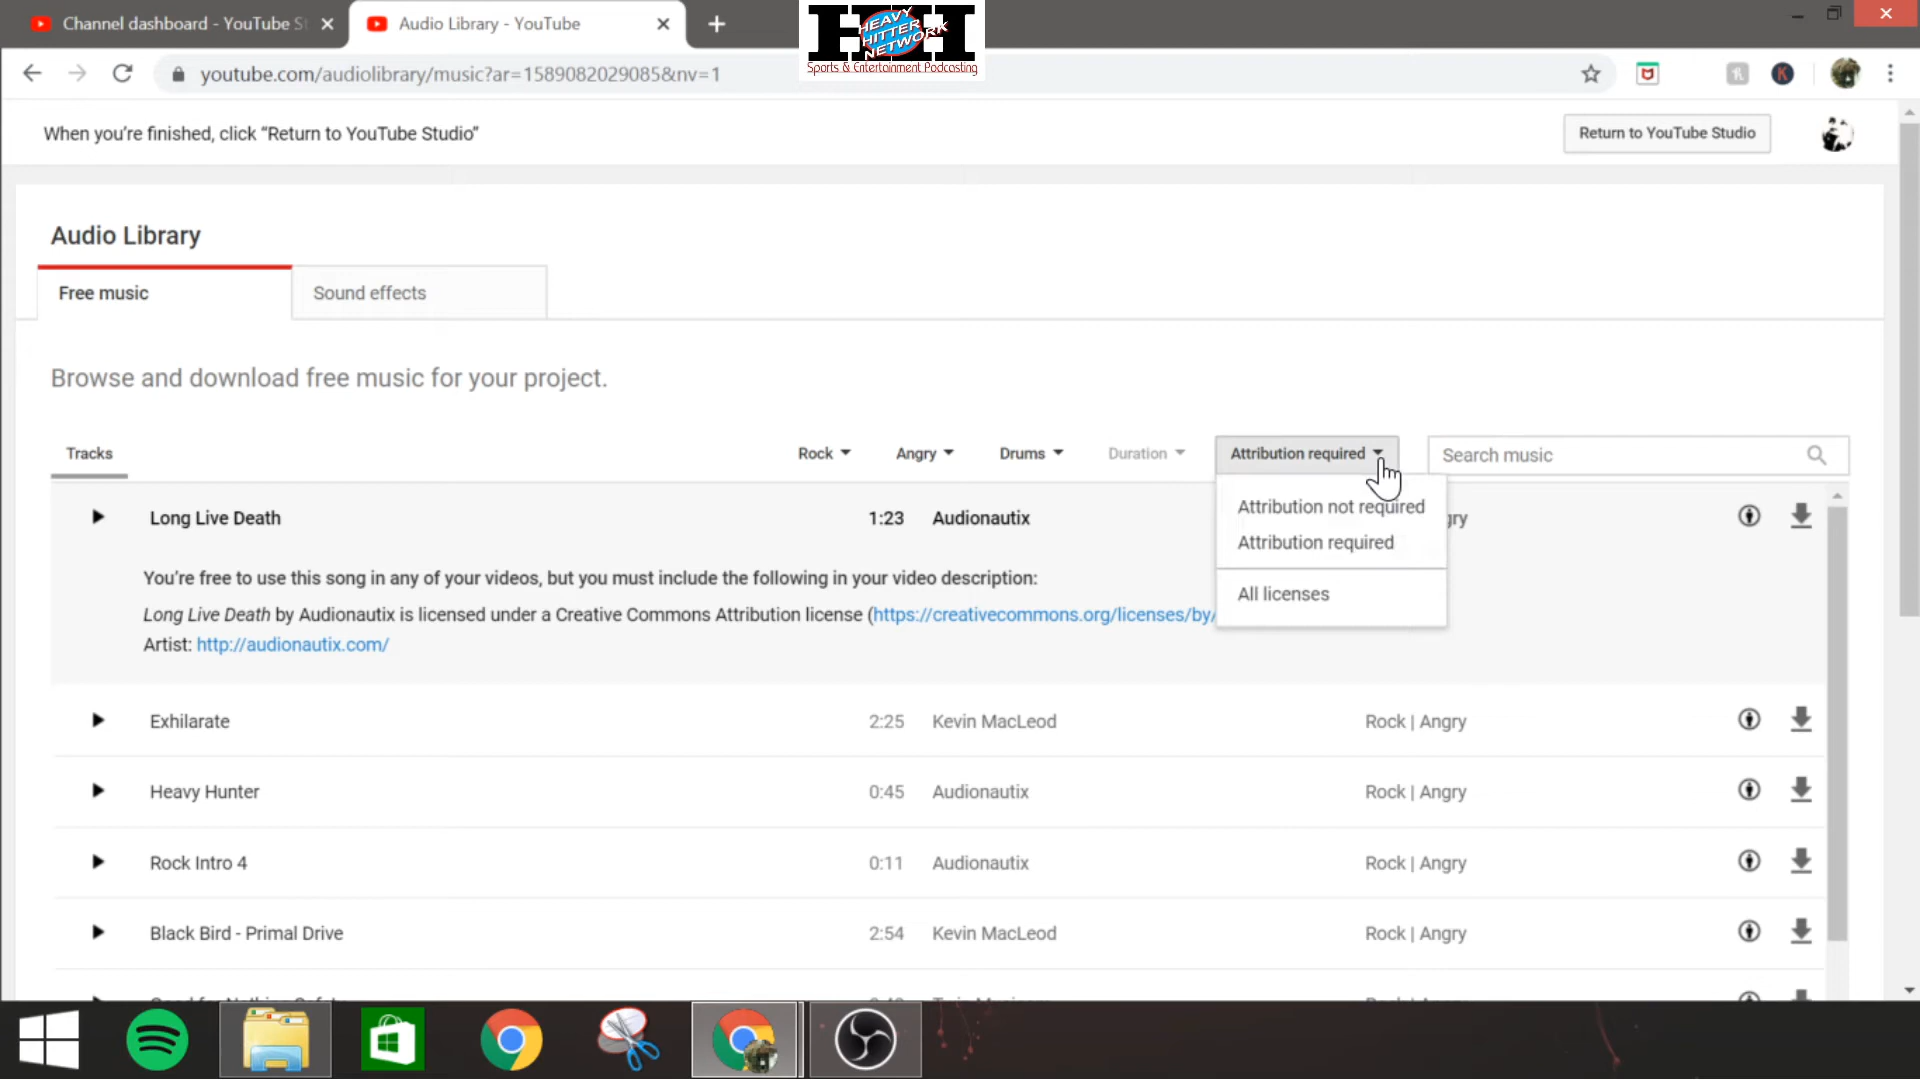 Channel dashboard - YouTube St
Audio Library - YouTube
HEAVY
HITTER
NETWORK
Sports & Entertainment Podcasting
youtube.com/audiolibrary/music?ar=1589082029085&nv=1
When you're finished, click "Return to YouTube Studio"
Return to YouTube Studio
Audio Library
Free music
Sound effects
Browse and download free music for your project.
Tracks
Rock
Angry
Drums
Duration
Attribution required
Search music
Attribution not required
Attribution required
All licenses
Long Live Death 1:23 Audionautix
You're free to use this song in any of your videos, but you must include the following in your video description:
Long Live Death by Audionautix is licensed under a Creative Commons Attribution license (https://creativecommons.org/licenses/by/
Artist: http://audionautix.com/
Exhilarate 2:25 Kevin MacLeod Rock | Angry
Heavy Hunter 0:45 Audionautix Rock | Angry
Rock Intro 4 0:11 Audionautix Rock | Angry
Black Bird - Primal Drive 2:54 Kevin MacLeod Rock | Angry